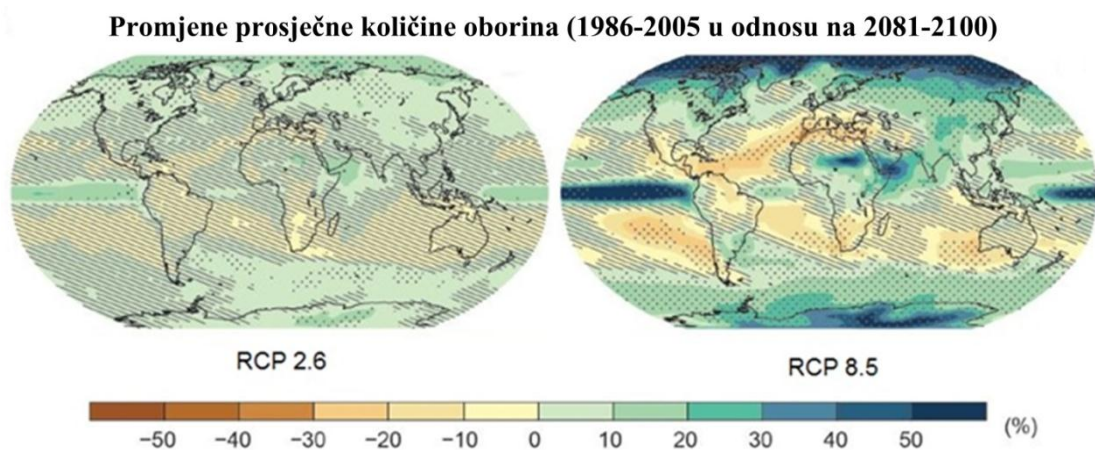 Promjene prosječne količine oborina (1986-2005 u odnosu na 2081-2100)
RCP 2.6
RCP 8.5
−50 −40 −30 −20 −10 0 10 20 30 40 50 (%)